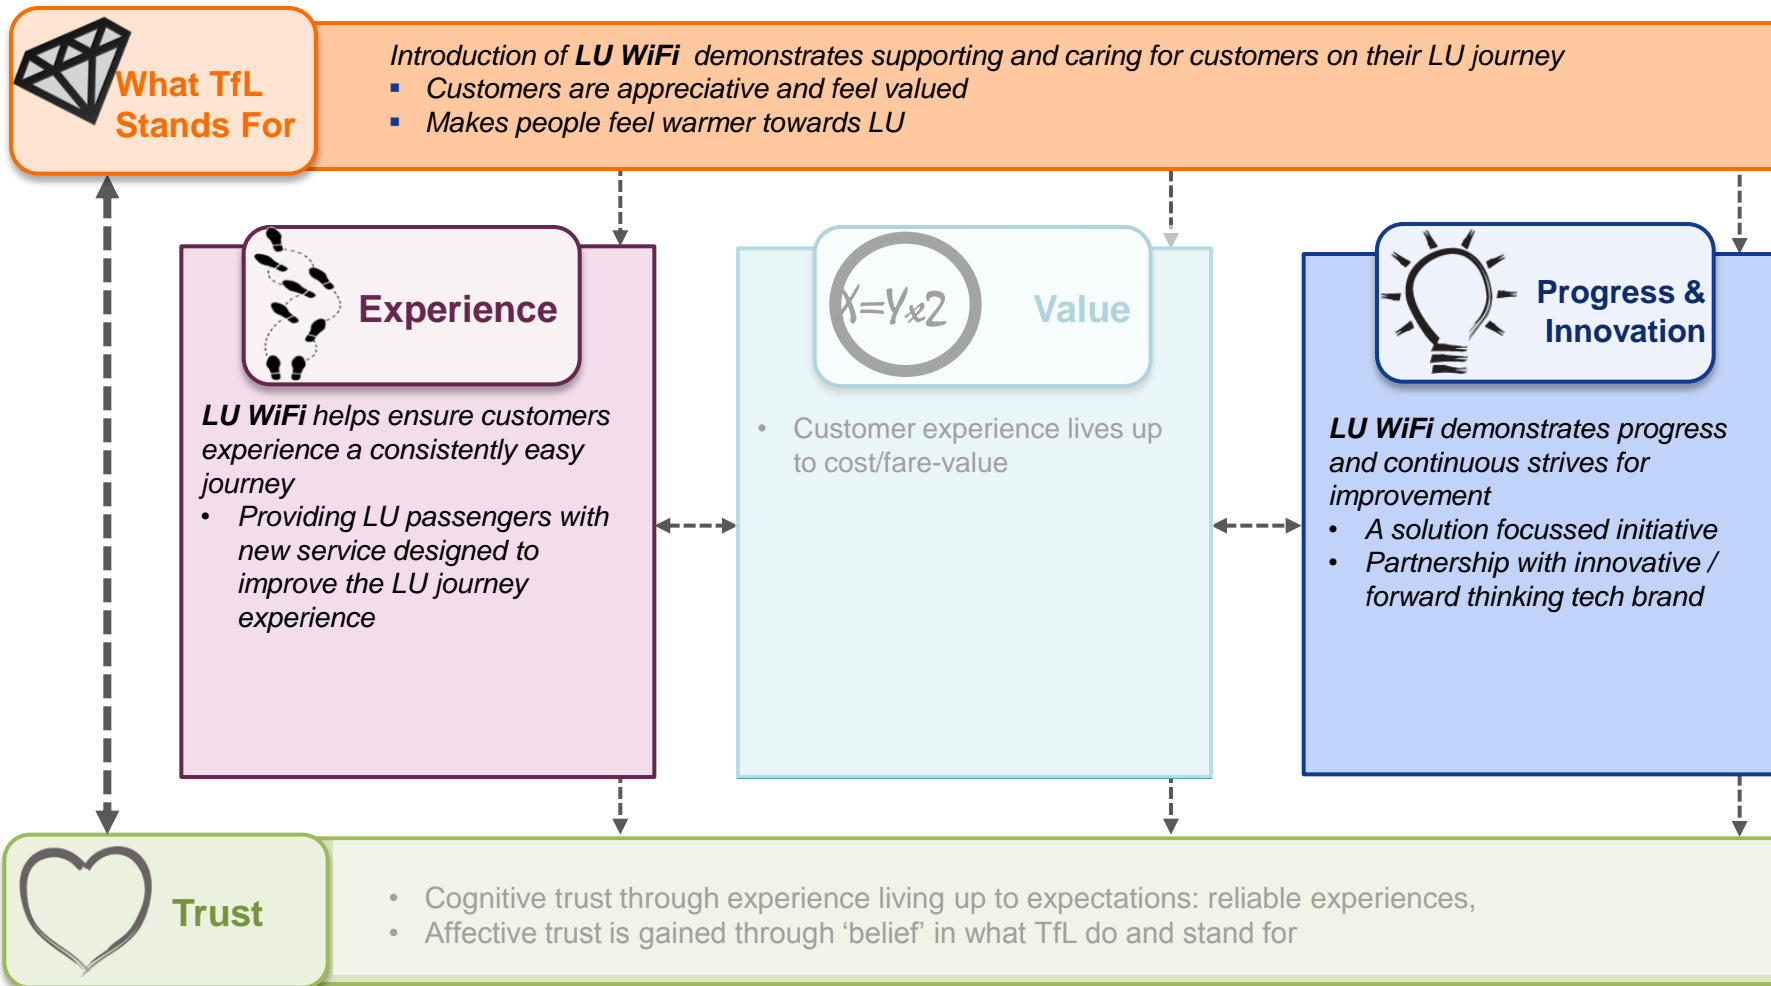 What TfL
Stands For
Introduction of LU WiFi demonstrates supporting and caring for customers on their LU journey
▪ Customers are appreciative and feel valued
▪ Makes people feel warmer towards LU
Experience
LU WiFi helps ensure customers
experience a consistently easy
journey
• Providing LU passengers with
new service designed to
improve the LU journey
experience
X=Yx2
Value
• Customer experience lives up
to cost/fare-value
Progress &
Innovation
LU WiFi demonstrates progress
and continuous strives for
improvement
• A solution focussed initiative
• Partnership with innovative /
forward thinking tech brand
Trust
• Cognitive trust through experience living up to expectations: reliable experiences,
• Affective trust is gained through ‘belief’ in what TfL do and stand for